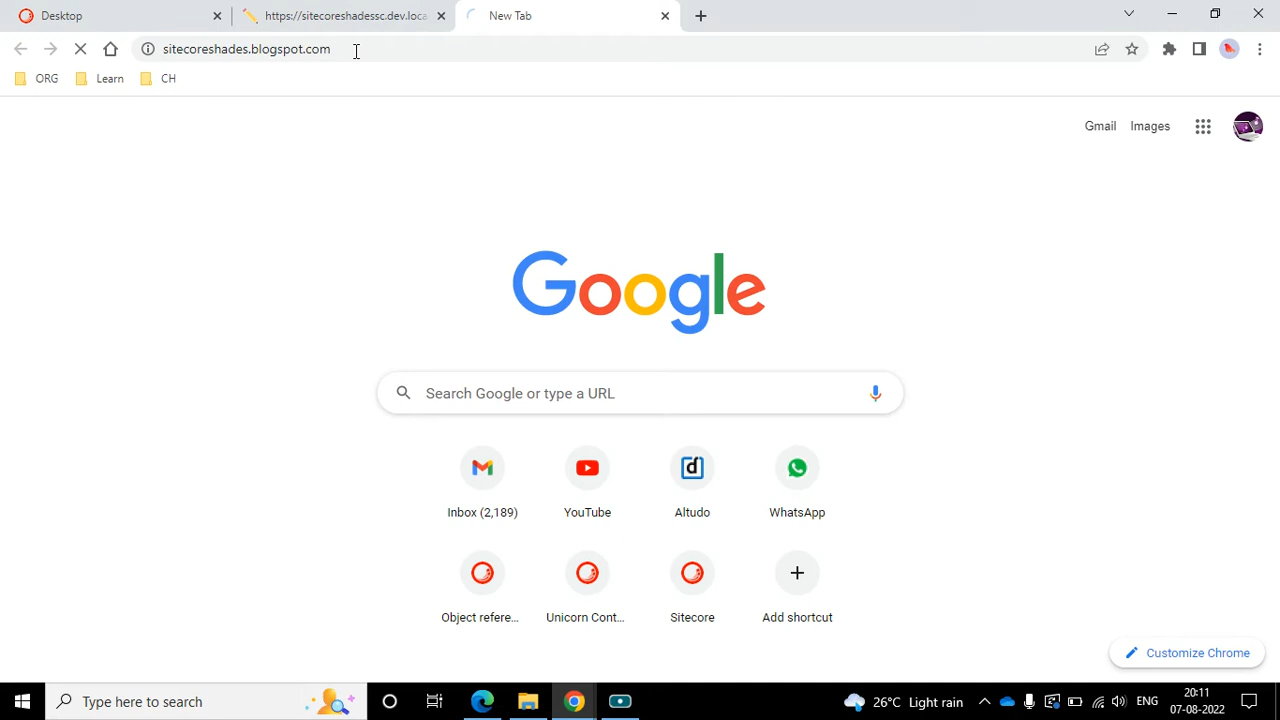 Desktop
https://sitecoreshadessc.dev.loca
New Tab
sitecoreshades.blogspot.com
ORG
Learn
CH
Gmail
Images
Google
Search Google or type a URL
Inbox (2,189)
YouTube
Altudo
WhatsApp
Object refere...
Unicorn Cont...
Sitecore
Add shortcut
Customize Chrome
Type here to search
26°C Light rain
ENG
20:11
07-08-2022